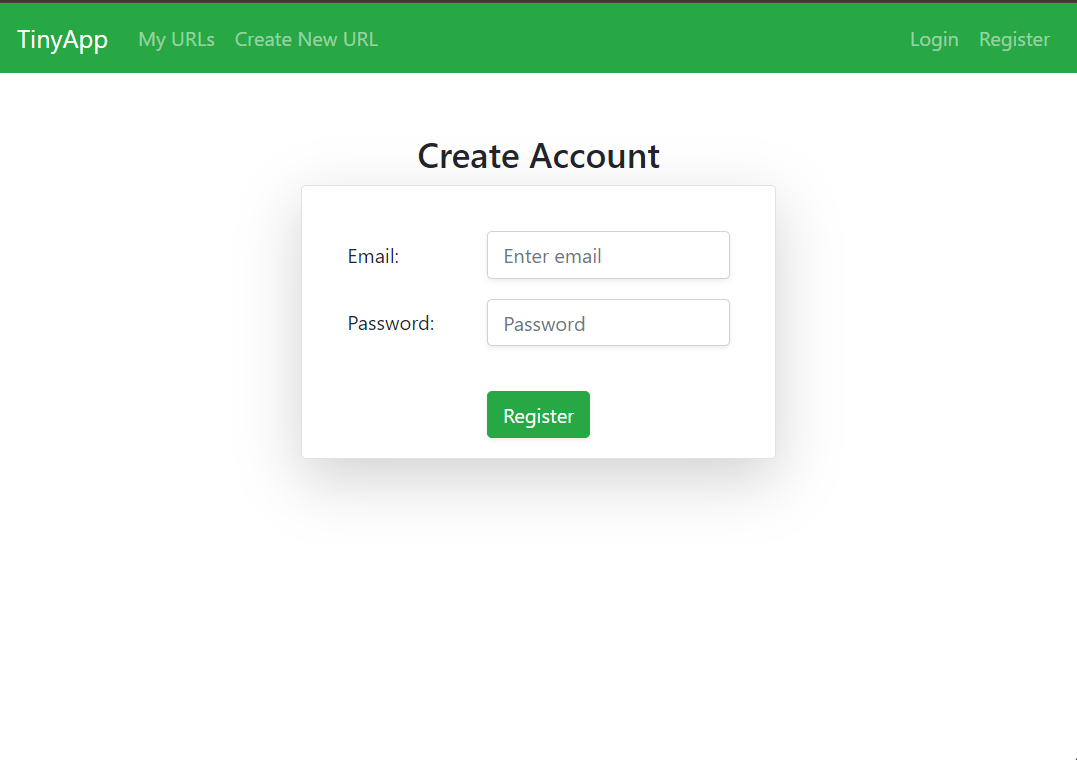 TinyApp My URLs Create New URL Login Register
Create Account
Email: Enter email
Password: Password
Register